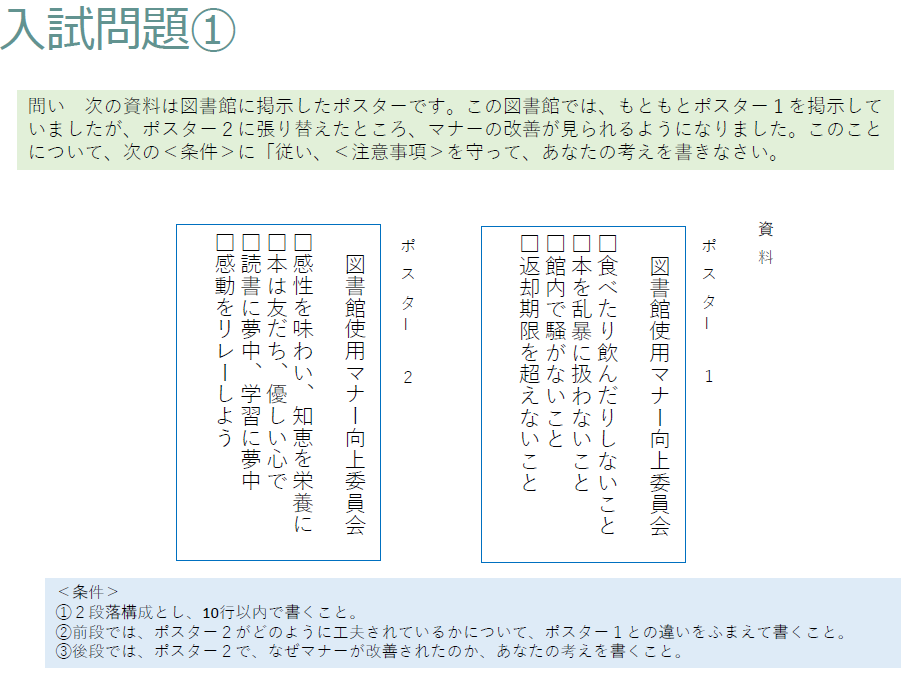 入試問題①
問い　次の資料は図書館に掲示したポスターです。この図書館では、もともとポスター１を掲示して
いましたが、ポスター２に張り替えたところ、マナーの改善が見られるようになりました。このこと
について、次の＜条件＞に「従い、＜注意事項＞を守って、あなたの考えを書きなさい。
資料
ポスター　1
図書館使用マナー向上委員会
□食べたり飲んだりしないこと
□本を乱暴に扱わないこと
□館内で騒がないこと
□返却期限を超えないこと
ポスター　2
図書館使用マナー向上委員会
□感性を味わい、知恵を栄養に
□本は友だち、優しい心で
□読書に夢中、学習に夢中
□感動をリレーしよう
＜条件＞
①２段落構成とし、10行以内で書くこと。
②前段では、ポスター２がどのように工夫されているかについて、ポスター１との違いをふまえて書くこと。
③後段では、ポスター２で、なぜマナーが改善されたのか、あなたの考えを書くこと。